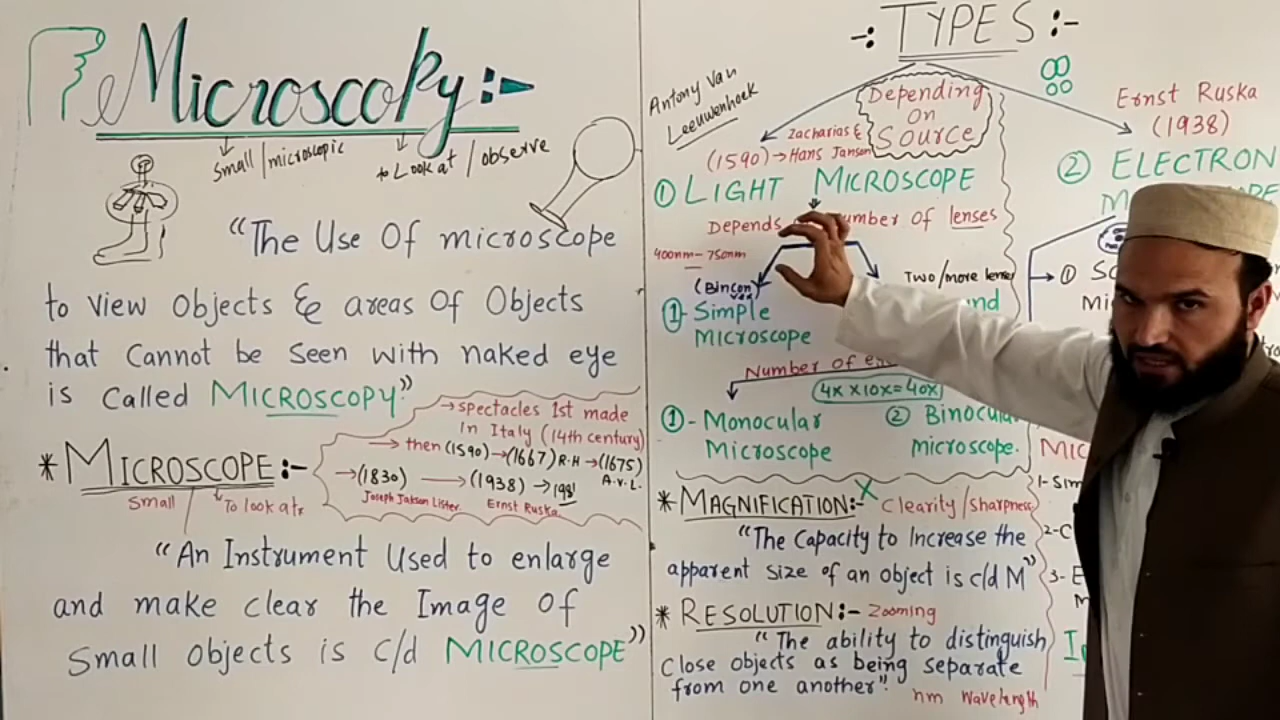 Microscopy:-
Small/microscopic
to Look at / observe
"The Use Of microscope
to view Objects & areas Of Objects
that Cannot be Seen with naked eye
is Called MICROSCOPY"
* MICROSCOPE:-
Small
To look at
→ Spectacles 1st made
In Italy (14th century)
→ then (1590) → (1667) R.H → (1675)
A.v.L.
→ (1830) → (1938) → 1981
Joseph Jakson Lister
Ernst Ruska
"An Instrument Used to enlarge
and make clear the Image Of
Small Objects is c/d MICROSCOPE"
-: TYPES :-
Depending
On
Source
Antony Van
Leeuwenhoek
Zacharias &
(1590) → Hans Jansen
① LIGHT MICROSCOPE
Depends number of lenses
400nm - 750nm
(Binconvex)
Two/more lenses
①- Simple
Microscope
Number of
4x x 10x = 40x
①- Monocular
Microscope
② Binocular
microscope.
Ernst Ruska
(1938)
② ELECTRON
→ ①
* MAGNIFICATION:- X Clearity/Sharpness
"The Capacity to Increase the
apparent size of an object is c/d M"
* RESOLUTION:- Zooming
"The ability to distinguish
Close objects as being separate
from one another".
nm Wavelength
1-Sim
2-C
3- E